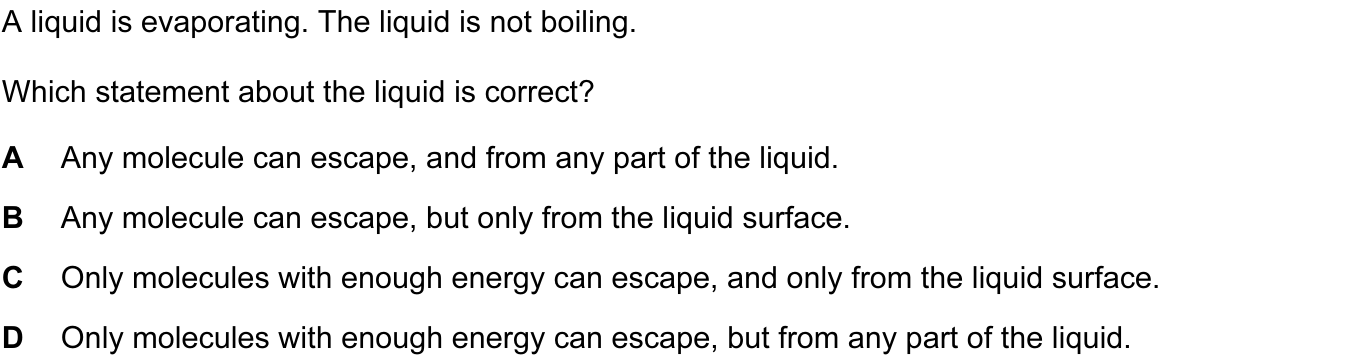 A liquid is evaporating. The liquid is not boiling.
Which statement about the liquid is correct?
A Any molecule can escape, and from any part of the liquid.
B Any molecule can escape, but only from the liquid surface.
C Only molecules with enough energy can escape, and only from the liquid surface.
D Only molecules with enough energy can escape, but from any part of the liquid.